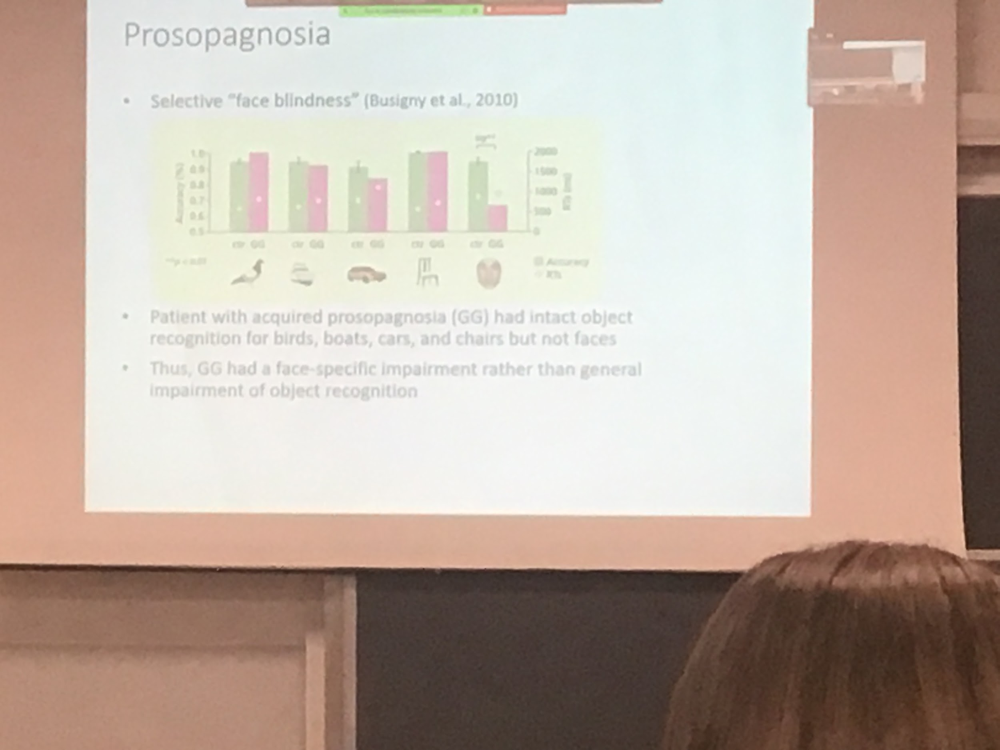 Prosopagnosia
• Selective “face blindness” (Busigny et al., 2010)
1.0
0.9
0.8
0.7
0.6
0.5
Accuracy (%)
2000
1500
1000
500
0
RTs (ms)
ctr GG ctr GG ctr GG ctr GG ctr GG
Accuracy
RTs
• Patient with acquired prosopagnosia (GG) had intact object
recognition for birds, boats, cars, and chairs but not faces
• Thus, GG had a face-specific impairment rather than general
impairment of object recognition